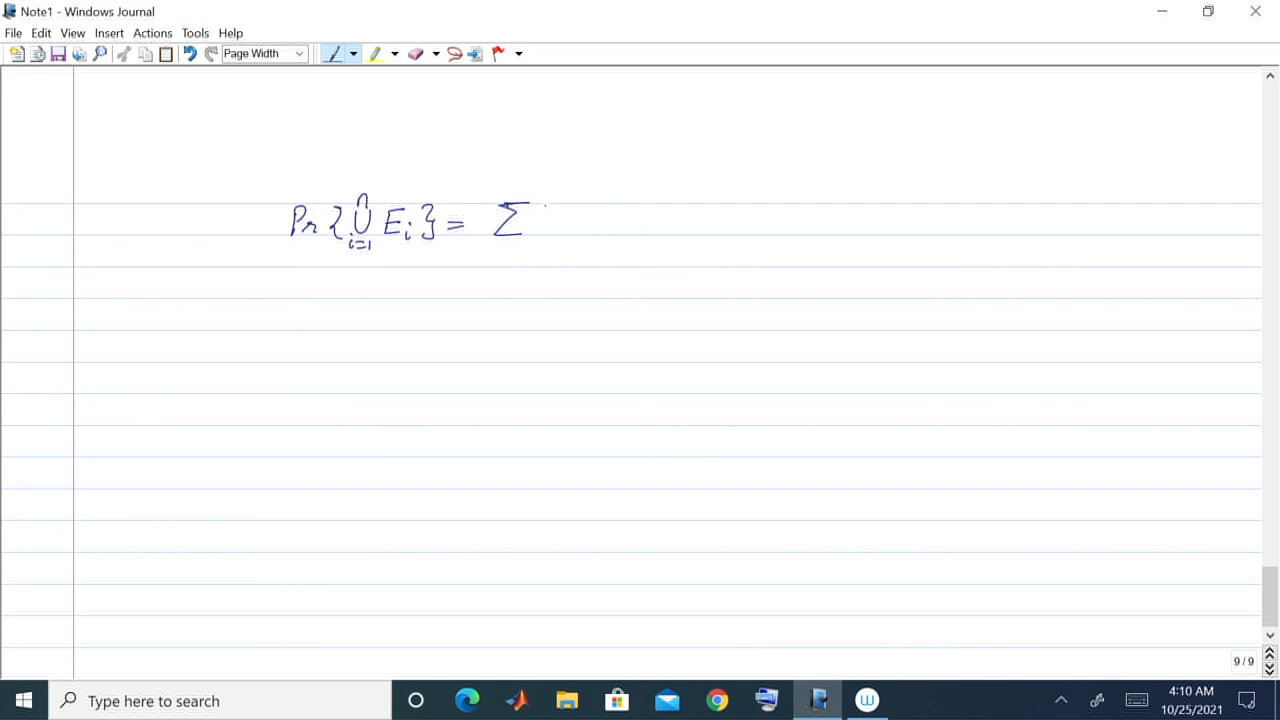 Note1 - Windows Journal
File Edit View Insert Actions Tools Help
Page Width
Pr {⋃_{i=1}^{n} E_i} = Σ
9 / 9
Type here to search
4:10 AM
10/25/2021